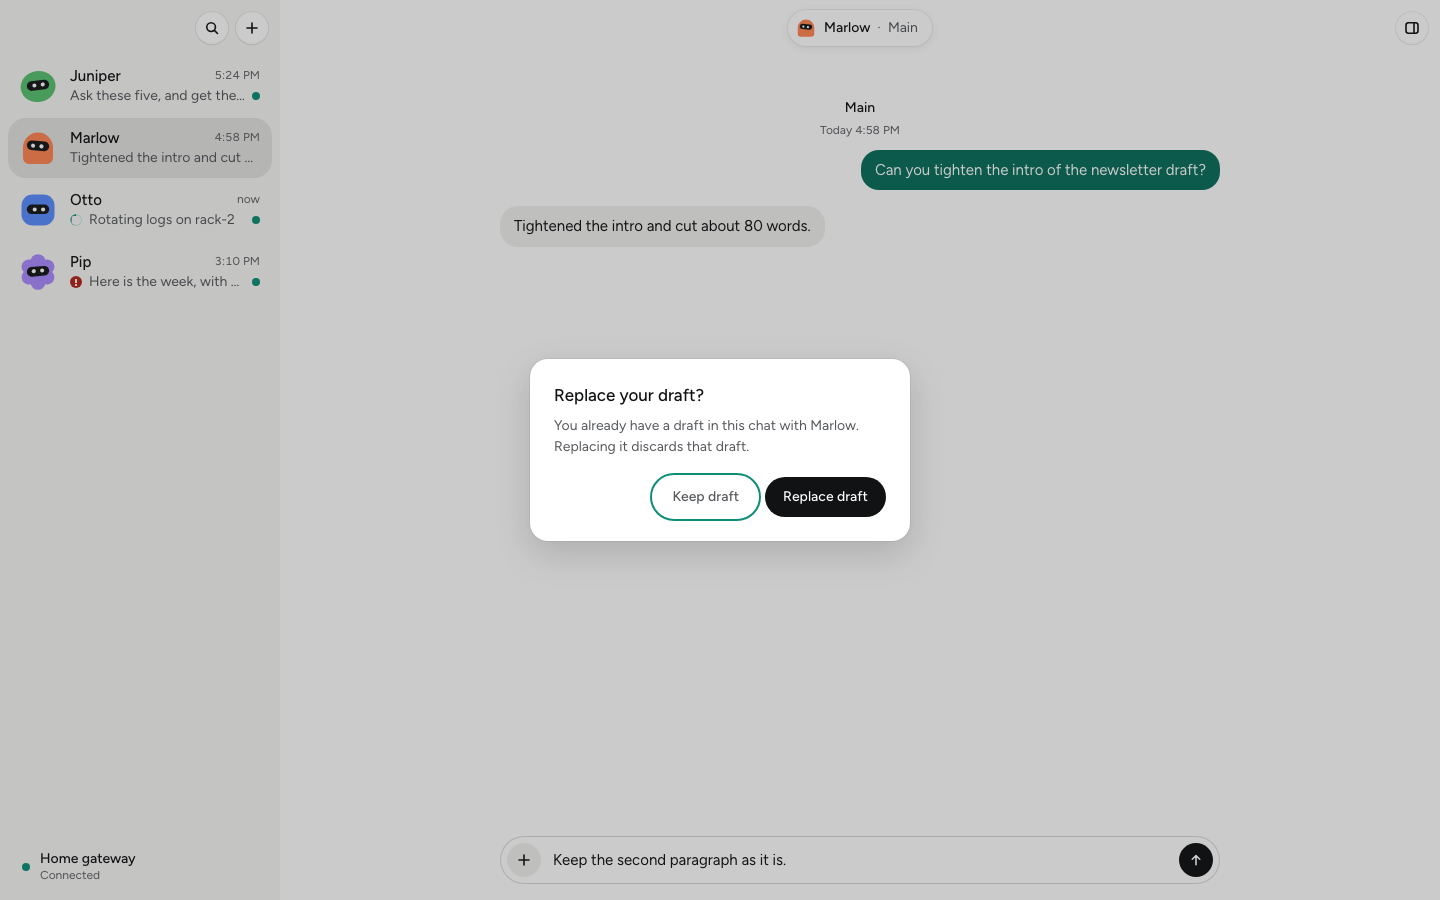 Juniper
5:24 PM
Ask these five, and get the...
Marlow
4:58 PM
Tightened the intro and cut ...
Otto
now
Rotating logs on rack-2
Pip
3:10 PM
Here is the week, with ...
Home gateway
Connected
Marlow · Main
Main
Today 4:58 PM
Can you tighten the intro of the newsletter draft?
Tightened the intro and cut about 80 words.
Replace your draft?
You already have a draft in this chat with Marlow.
Replacing it discards that draft.
Keep draft
Replace draft
Keep the second paragraph as it is.